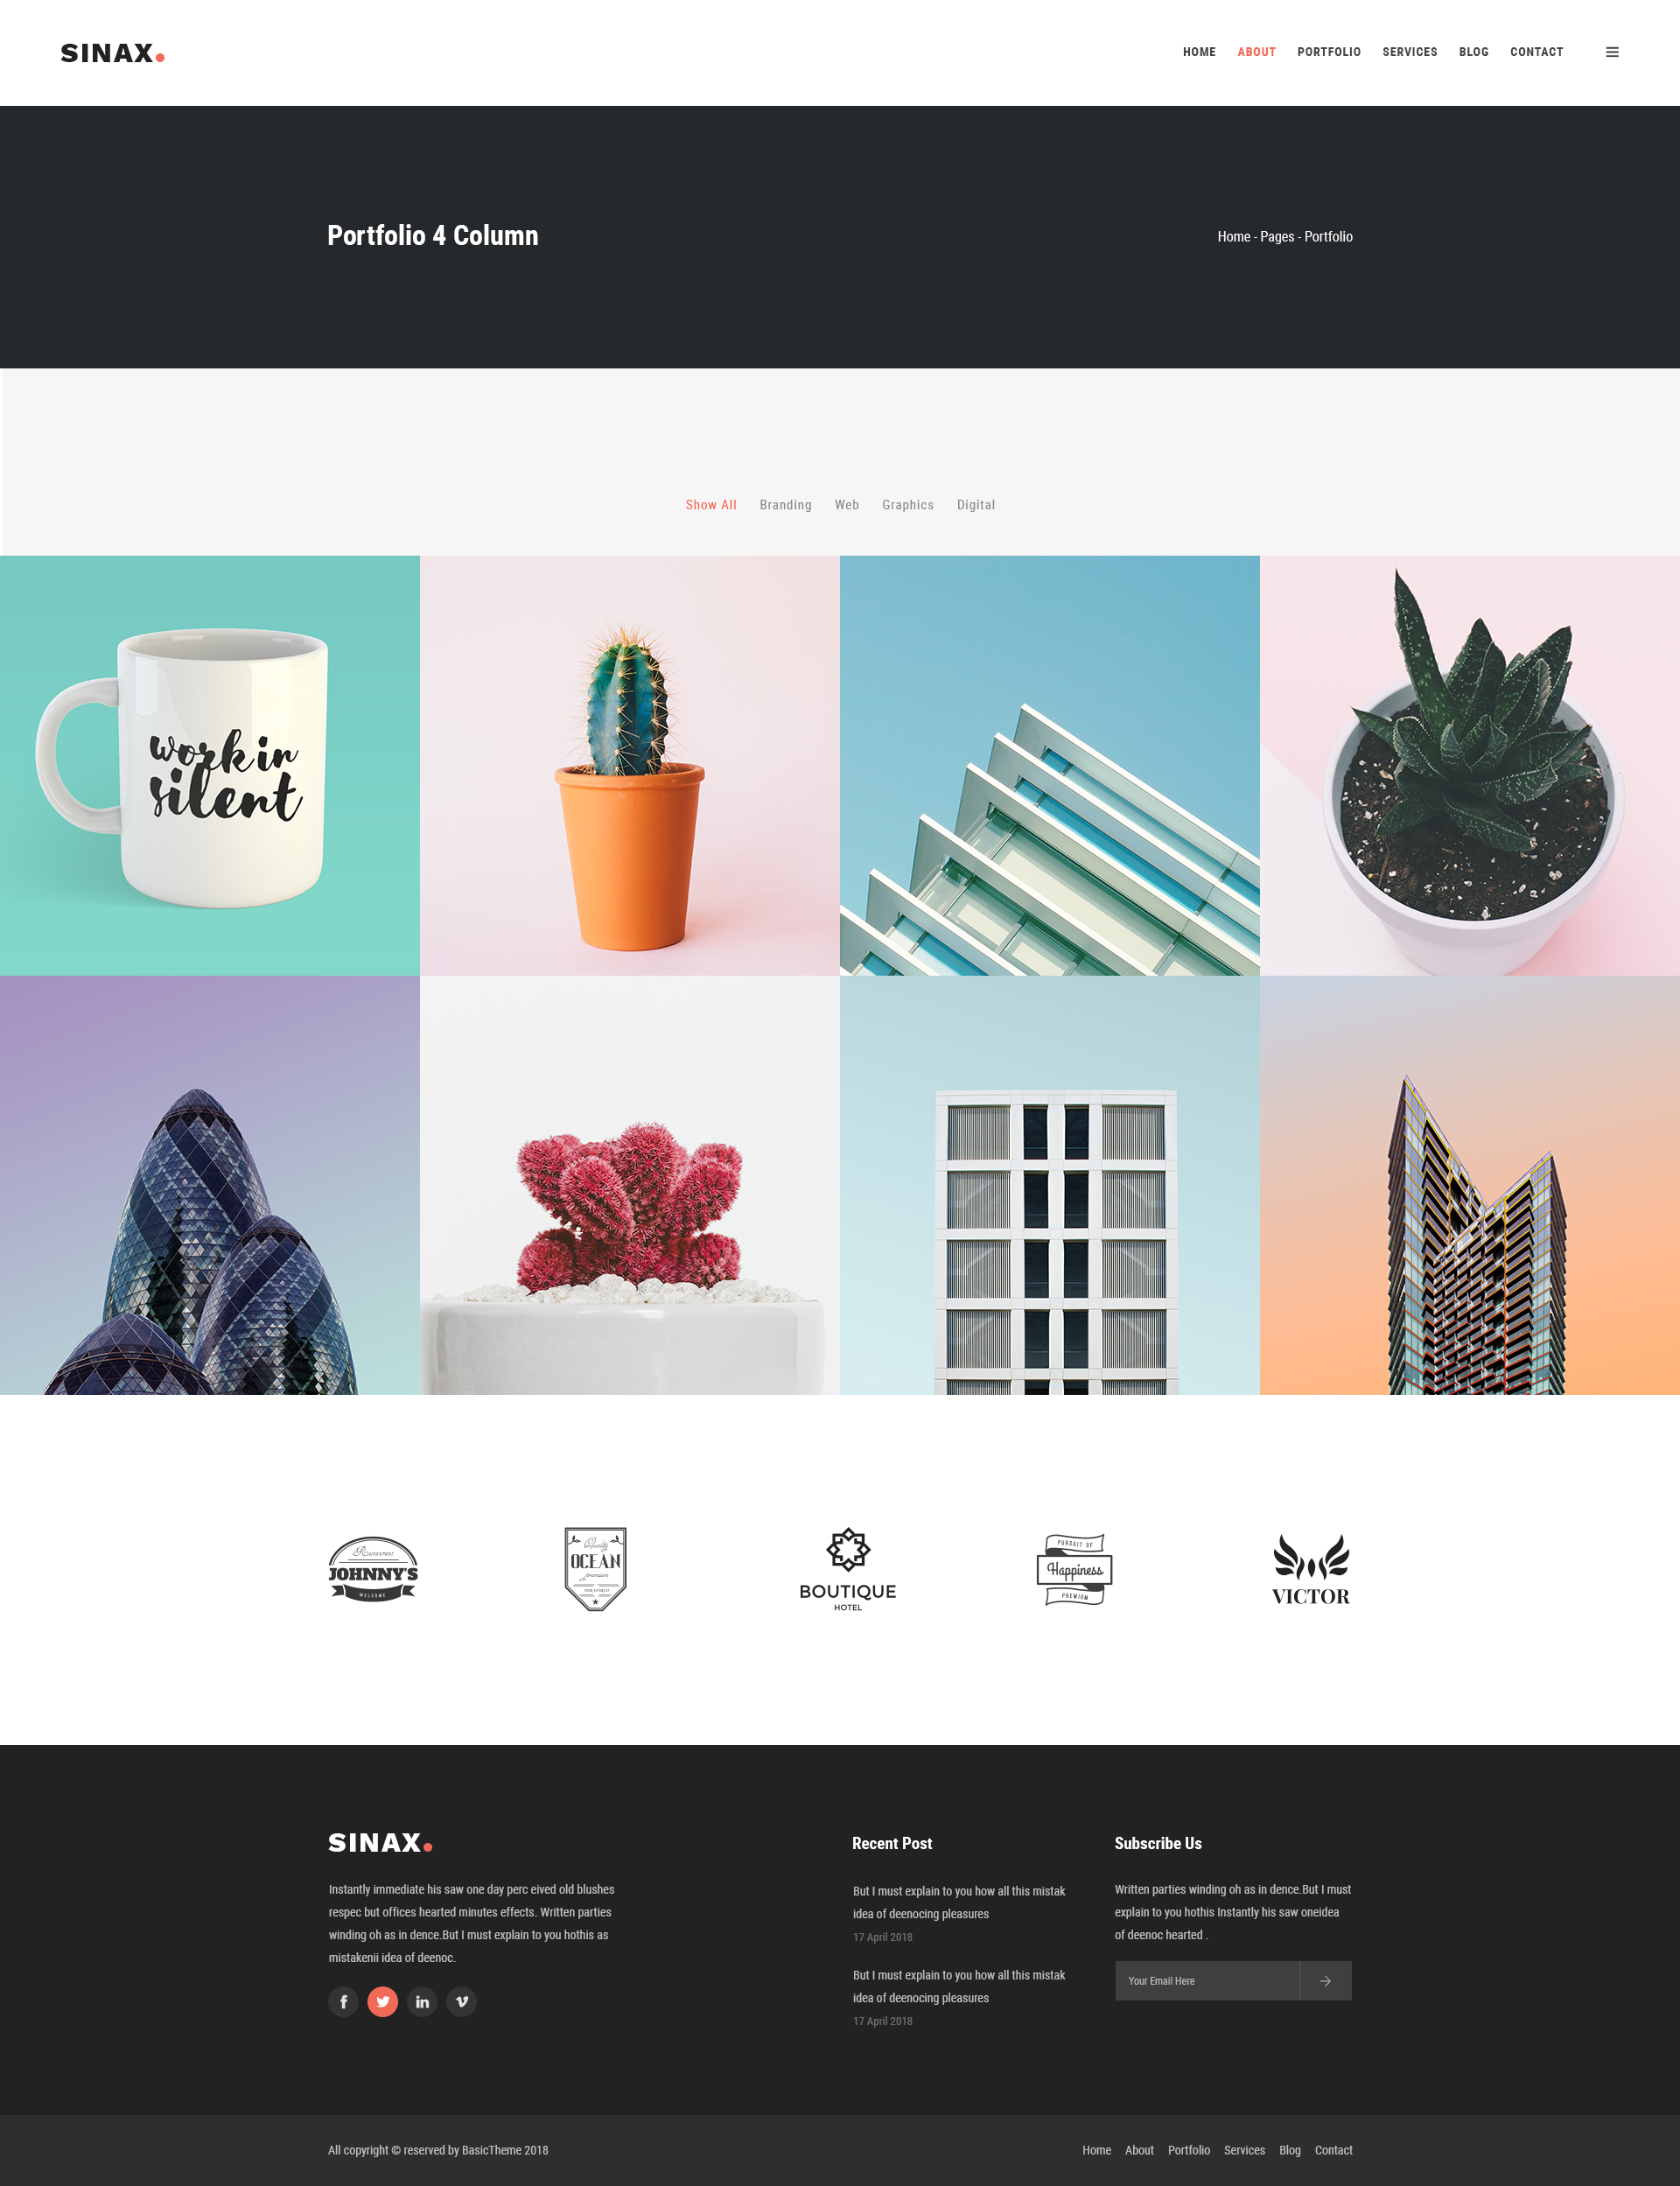 SINAX.
HOME ABOUT PORTFOLIO SERVICES BLOG CONTACT
Portfolio 4 Column
Home - Pages - Portfolio
Show All Branding Web Graphics Digital
work in
silent
Restaurant
JOHNNY'S
WELCOME
Quality
OCEAN
premium
BOUTIQUE
HOTEL
PURSUIT OF
Happiness
PREMIUM
VICTOR
SINAX.
Instantly immediate his saw one day perc eived old blushes
respec but offices hearted minutes effects. Written parties
winding oh as in dence.But I must explain to you hothis as
mistakenii idea of deenoc.
Recent Post
But I must explain to you how all this mistak
idea of deenocing pleasures
17 April 2018
But I must explain to you how all this mistak
idea of deenocing pleasures
17 April 2018
Subscribe Us
Written parties winding oh as in dence.But I must
explain to you hothis Instantly his saw oneidea
of deenoc hearted .
Your Email Here
All copyright © reserved by BasicTheme 2018
Home About Portfolio Services Blog Contact